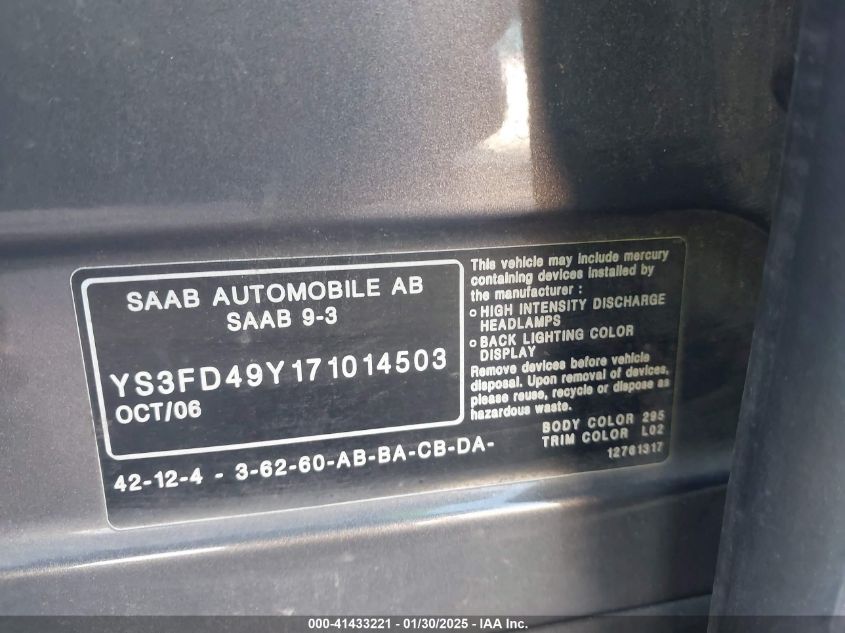 SAAB AUTOMOBILE AB
SAAB 9-3
YS3FD49Y171014503
OCT/06
42-12-4 - 3-62-60-AB-BA-CB-DA-
This vehicle may include mercury
containing devices installed by
the manufacturer :
o HIGH INTENSITY DISCHARGE
HEADLAMPS
o BACK LIGHTING COLOR
DISPLAY
Remove devices before vehicle
disposal. Upon removal of devices,
please reuse, recycle or dispose as
hazardous waste.
BODY COLOR 295
TRIM COLOR L02
12761317
000-41433221 - 01/30/2025 - IAA Inc.